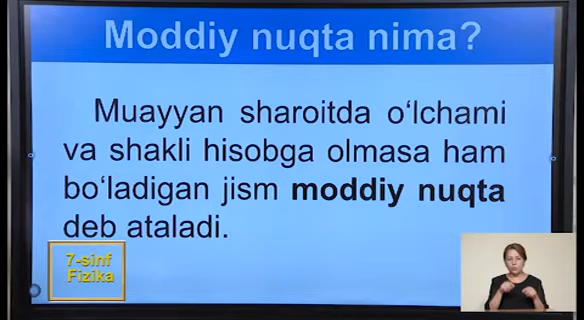 Moddiy nuqta nima?
Muayyan sharoitda o‘lchami
va shakli hisobga olmasa ham
bo‘ladigan jism moddiy nuqta
deb ataladi.
7-sinf
Fizika